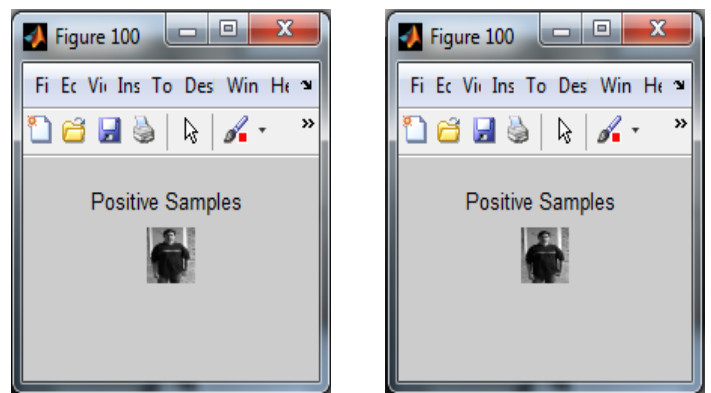 Figure 100
Fi Ec Vi Ins To Des Win He
Positive Samples
Figure 100
Fi Ec Vi Ins To Des Win He
Positive Samples